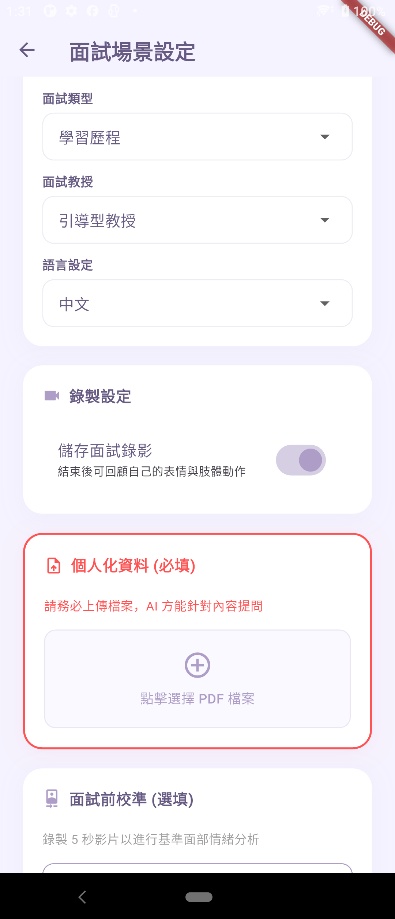 1:31
100%
DEBUG
面試場景設定
面試類型
學習歷程
面試教授
引導型教授
語言設定
中文
錄製設定
儲存面試錄影
結束後可回顧自己的表情與肢體動作
個人化資料 (必填)
請務必上傳檔案，AI 方能針對內容提問
點擊選擇 PDF 檔案
面試前校準 (選填)
錄製 5 秒影片以進行基準面部情緒分析